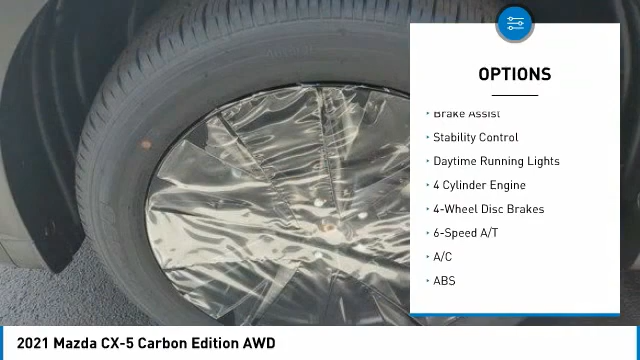 OPTIONS
Brake Assist
Stability Control
Daytime Running Lights
4 Cylinder Engine
4-Wheel Disc Brakes
6-Speed A/T
A/C
ABS
2021 Mazda CX-5 Carbon Edition AWD